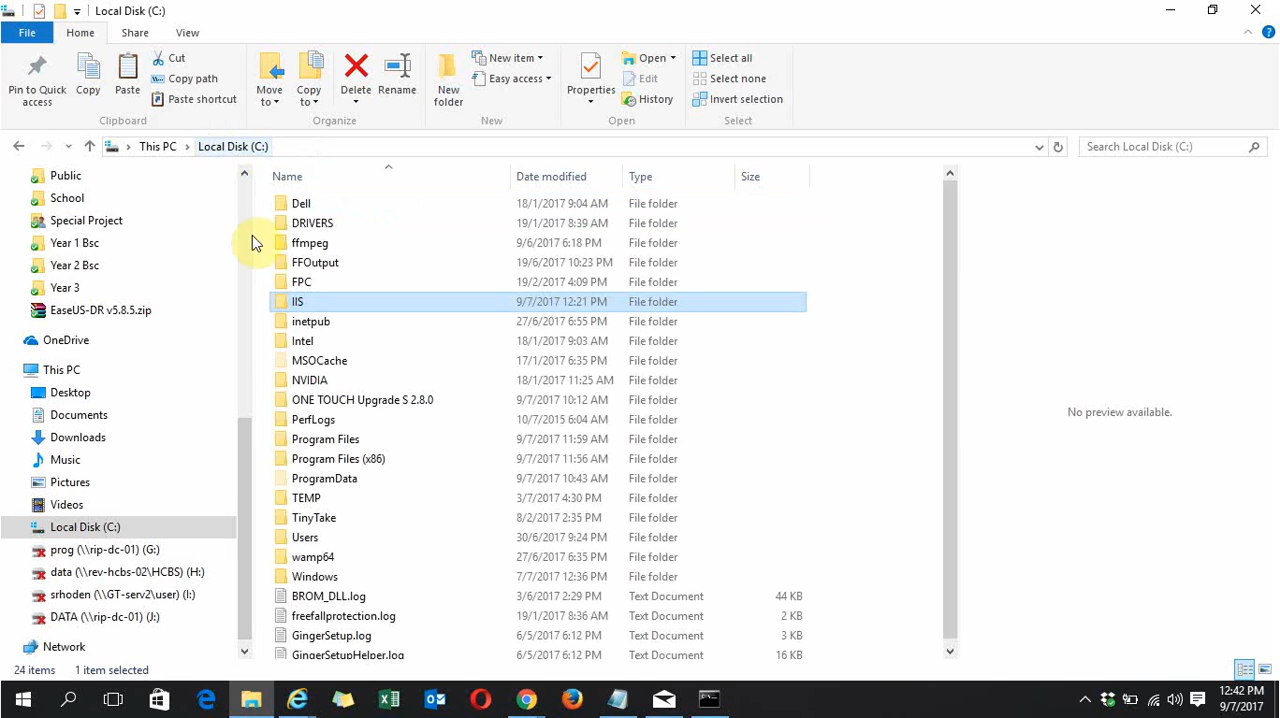 Local Disk (C:)
File Home Share View
Pin to Quick access
Copy
Paste
Cut
Copy path
Paste shortcut
Clipboard
Move to
Copy to
Delete
Rename
Organize
New folder
New item
Easy access
New
Properties
Open
Edit
History
Open
Select all
Select none
Invert selection
Select
This PC Local Disk (C:)
Search Local Disk (C:)
Public
School
Special Project
Year 1 Bsc
Year 2 Bsc
Year 3
EaseUS-DR v5.8.5.zip
OneDrive
This PC
Desktop
Documents
Downloads
Music
Pictures
Videos
Local Disk (C:)
prog (\\rip-dc-01) (G:)
data (\\rev-hcbs-02\HCBS) (H:)
srhoden (\\GT-serv2\user) (I:)
DATA (\\rip-dc-01) (J:)
Network
Name Date modified Type Size
Dell 18/1/2017 9:04 AM File folder
DRIVERS 19/1/2017 8:39 AM File folder
ffmpeg 9/6/2017 6:18 PM File folder
FFOutput 19/6/2017 10:23 PM File folder
FPC 19/2/2017 4:09 PM File folder
IIS 9/7/2017 12:21 PM File folder
inetpub 27/6/2017 6:55 PM File folder
Intel 18/1/2017 9:03 AM File folder
MSOCache 17/1/2017 6:35 PM File folder
NVIDIA 18/1/2017 11:25 AM File folder
ONE TOUCH Upgrade S 2.8.0 9/7/2017 10:12 AM File folder
PerfLogs 10/7/2015 6:04 AM File folder
Program Files 9/7/2017 11:59 AM File folder
Program Files (x86) 9/7/2017 11:56 AM File folder
ProgramData 9/7/2017 10:43 AM File folder
TEMP 3/7/2017 4:30 PM File folder
TinyTake 8/2/2017 2:35 PM File folder
Users 30/6/2017 9:24 PM File folder
wamp64 27/6/2017 6:35 PM File folder
Windows 7/7/2017 12:36 PM File folder
BROM_DLL.log 3/6/2017 2:29 PM Text Document 44 KB
freefallprotection.log 19/1/2017 8:36 AM Text Document 2 KB
GingerSetup.log 6/5/2017 6:12 PM Text Document 3 KB
GingerSetupHelper.log 6/5/2017 6:12 PM Text Document 16 KB
No preview available.
24 items 1 item selected
12:42 PM
9/7/2017